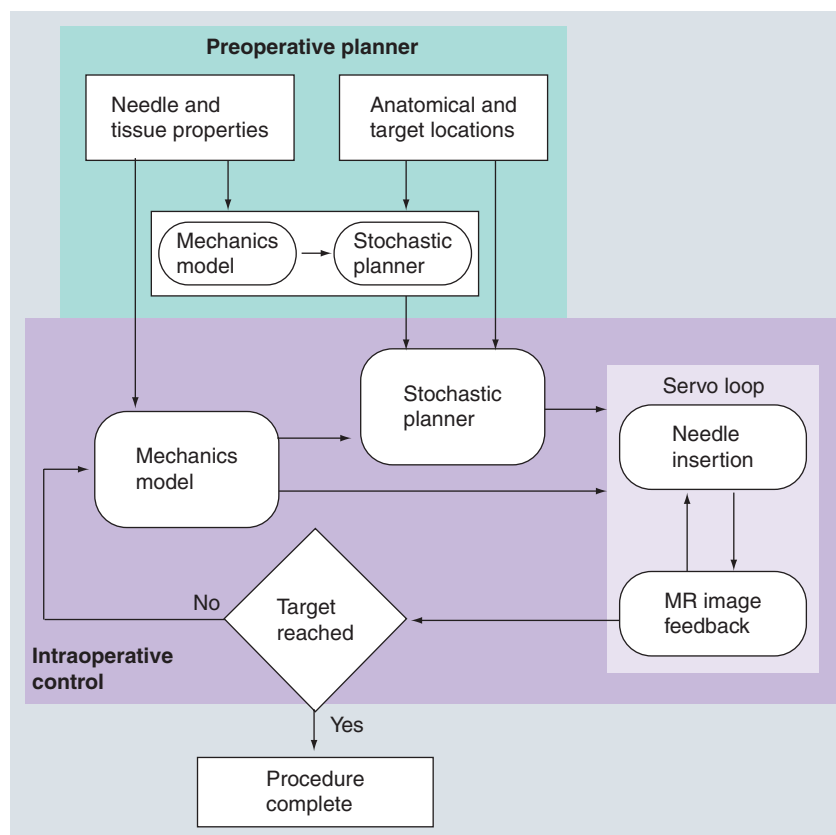 Preoperative planner
Needle and
tissue properties
Anatomical and
target locations
Mechanics
model
Stochastic
planner
Stochastic
planner
Servo loop
Mechanics
model
Needle
insertion
No
Target
reached
MR image
feedback
Intraoperative
control
Yes
Procedure
complete